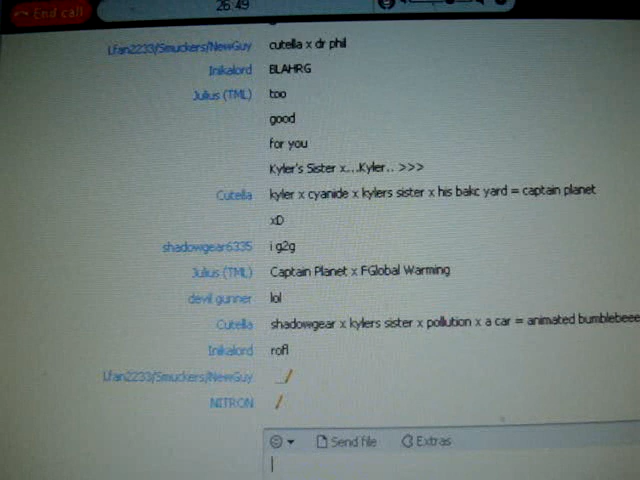 End call 26:49
Lfan2233/Smuckers/NewGuy cutella x dr phil
Inikalord BLAHRG
Julius (TML) too
good
for you
Kyler's Sister x...Kyler.. >>>
Cutella kyler x cyanide x kylers sister x his bakc yard = captain planet
xD
shadowgear6335 i g2g
Julius (TML) Captain Planet x FGlobal Warming
devil gunner lol
Cutella shadowgear x kylers sister x pollution x a car = animated bumblebeee
Inikalord rofl
Lfan2233/Smuckers/NewGuy
NITRON
Send file Extras